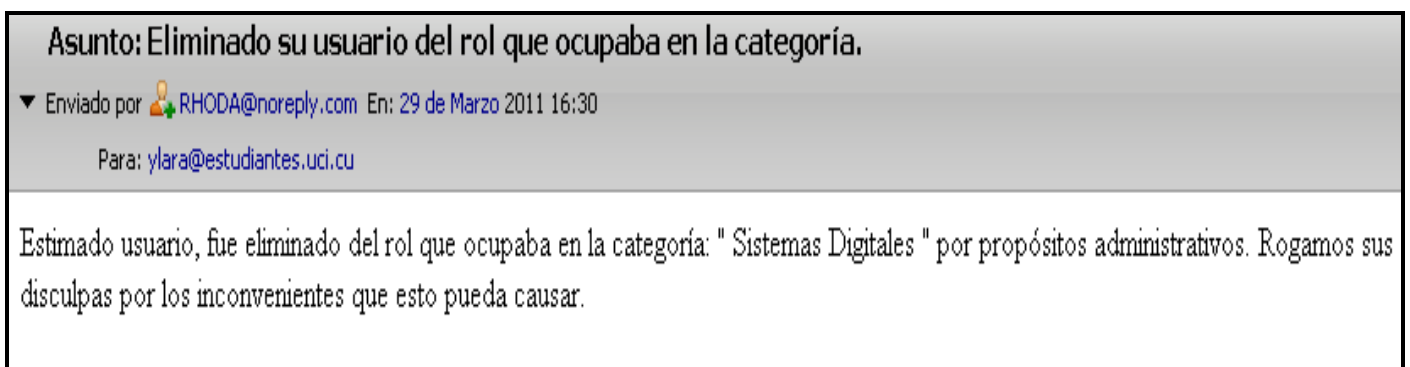 Asunto: Eliminado su usuario del rol que ocupaba en la categoría.
Enviado por RHODA@noreply.com En: 29 de Marzo 2011 16:30
Para: ylara@estudiantes.uci.cu
Estimado usuario, fue eliminado del rol que ocupaba en la categoría: " Sistemas Digitales " por propósitos administrativos. Rogamos sus
disculpas por los inconvenientes que esto pueda causar.